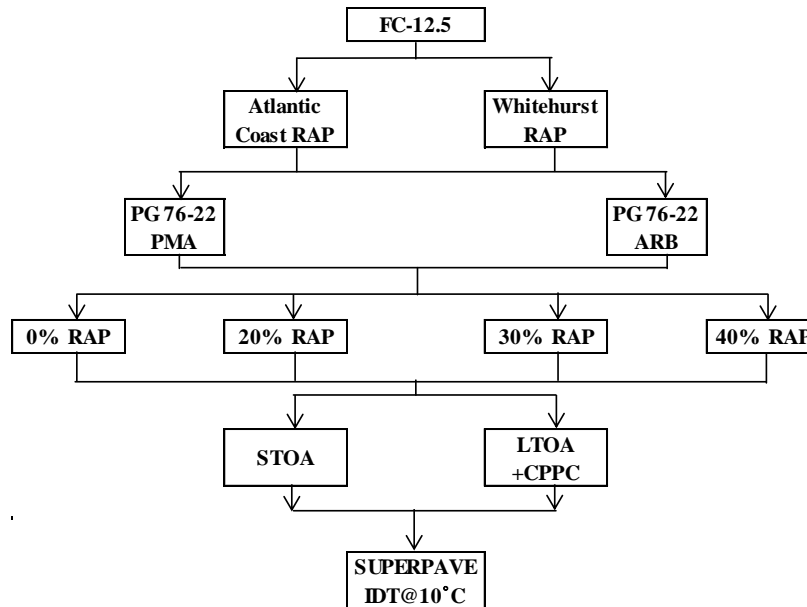 FC-12.5
Atlantic
Coast RAP
Whitehurst
RAP
PG 76-22
PMA
PG 76-22
ARB
0% RAP
20% RAP
30% RAP
40% RAP
STOA
LTOA
+CPPC
SUPERPAVE
IDT@10°C